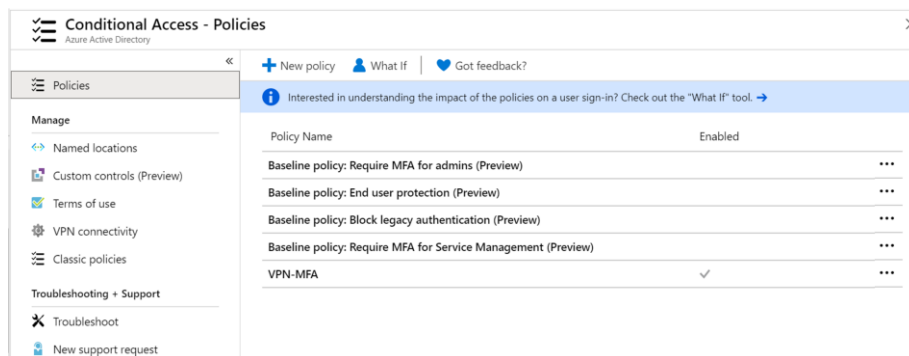 Conditional Access - Policies
Azure Active Directory
«
Policies
Manage
Named locations
Custom controls (Preview)
Terms of use
VPN connectivity
Classic policies
Troubleshooting + Support
Troubleshoot
New support request
New policy What If Got feedback?
Interested in understanding the impact of the policies on a user sign-in? Check out the "What If" tool. →
Policy Name Enabled
Baseline policy: Require MFA for admins (Preview)
Baseline policy: End user protection (Preview)
Baseline policy: Block legacy authentication (Preview)
Baseline policy: Require MFA for Service Management (Preview)
VPN-MFA